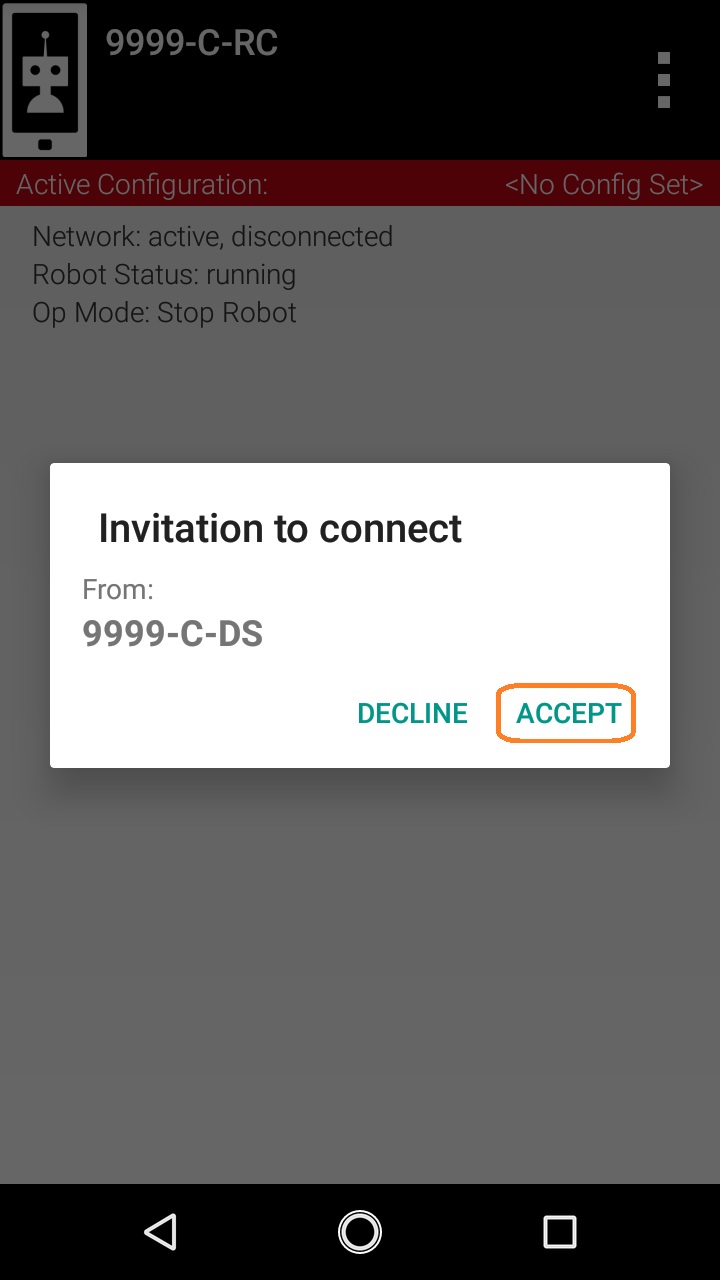 9999-C-RC
Active Configuration: <No Config Set>
Network: active, disconnected
Robot Status: running
Op Mode: Stop Robot
Invitation to connect
From:
9999-C-DS
DECLINE ACCEPT